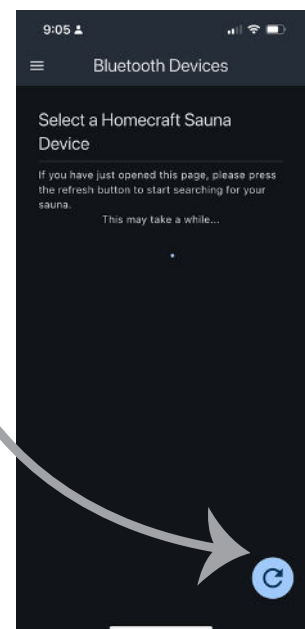 9:05
Bluetooth Devices
Select a Homecraft Sauna
Device
If you have just opened this page, please press
the refresh button to start searching for your
sauna.
This may take a while...